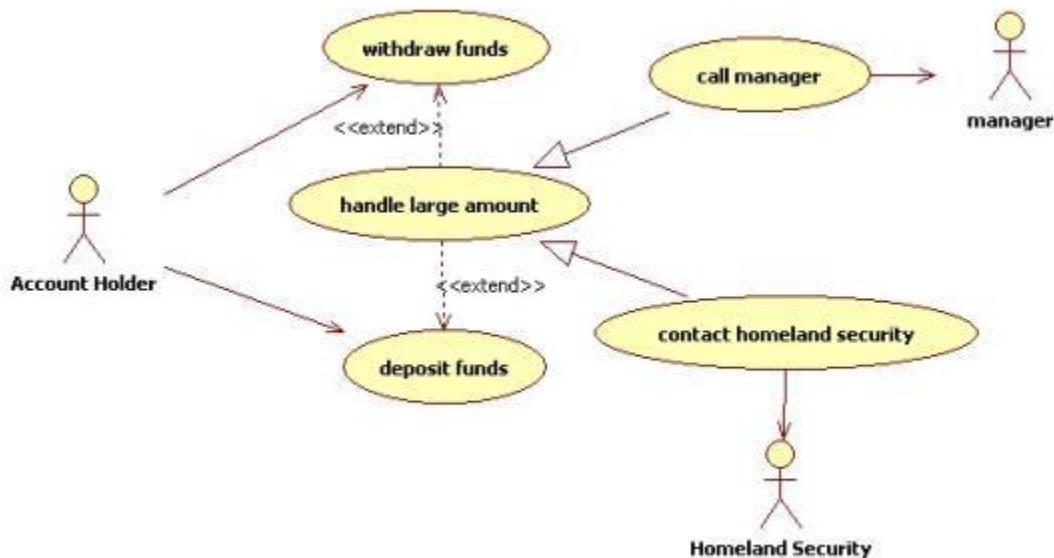 withdraw funds
call manager
manager
<<extend>>
handle large amount
Account Holder
<<extend>>
contact homeland security
deposit funds
Homeland Security